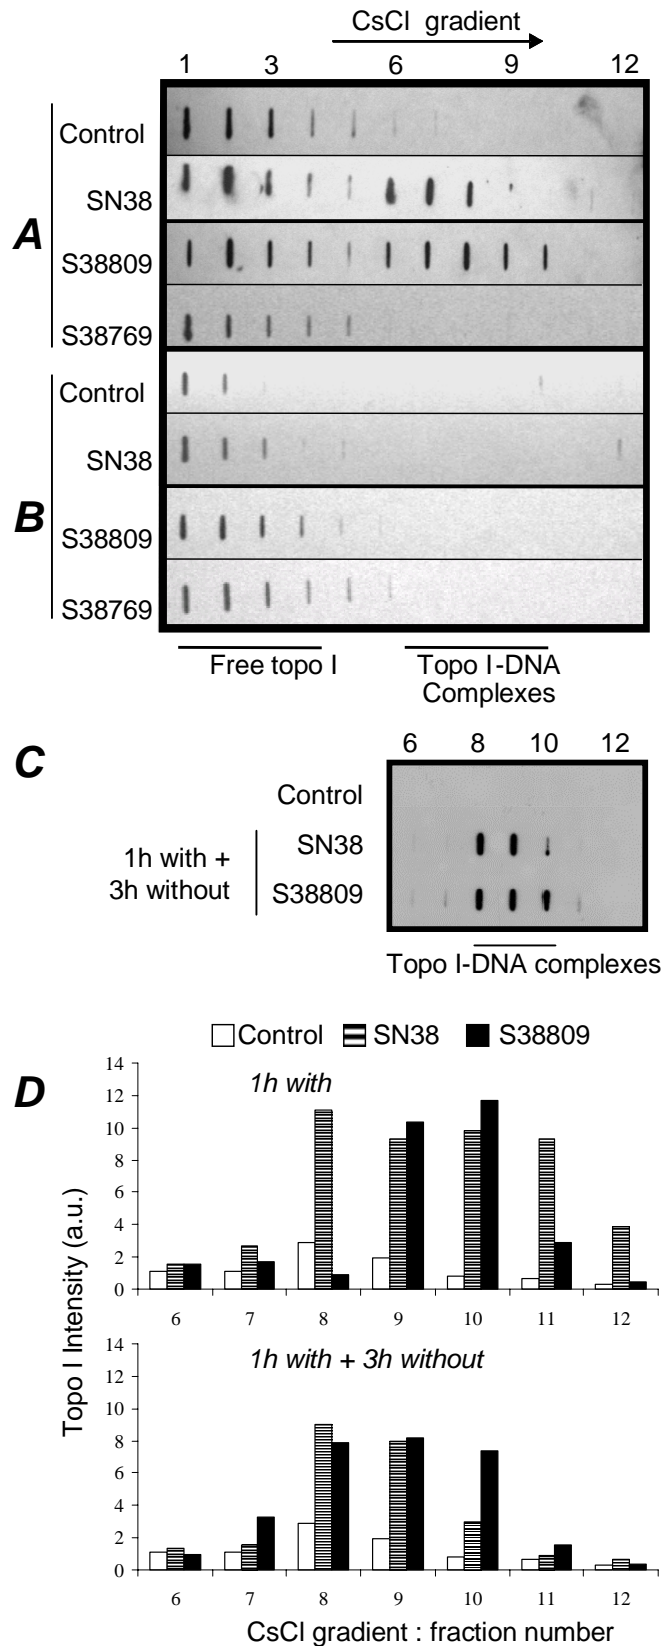 CsCl gradient
1 3 6 9 12
A
Control
SN38
S38809
S38769
B
Control
SN38
S38809
S38769
Free topo I
Topo I-DNA
Complexes
C
6 8 10 12
Control
1h with +
3h without
SN38
S38809
Topo I-DNA complexes
D
Control SN38 S38809
1h with
14
12
10
8
6
4
2
0
6 7 8 9 10 11 12
Topo I Intensity (a.u.)
1h with + 3h without
14
12
10
8
6
4
2
0
6 7 8 9 10 11 12
CsCl gradient : fraction number